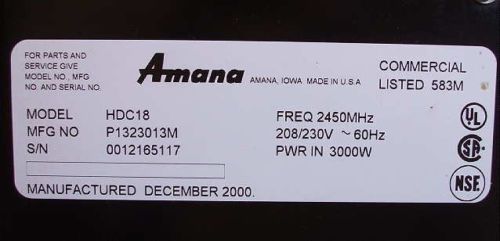 FOR PARTS AND
SERVICE GIVE
MODEL NO., MFG
NO. AND SERIAL NO.
Amana
AMANA, IOWA MADE IN U.S.A
COMMERCIAL
LISTED 583M
MODEL HDC18
MFG NO P1323013M
S/N 0012165117
FREQ 2450MHz
208/230V ~ 60Hz
PWR IN 3000W
UL
SA
NSF.
MANUFACTURED DECEMBER 2000.